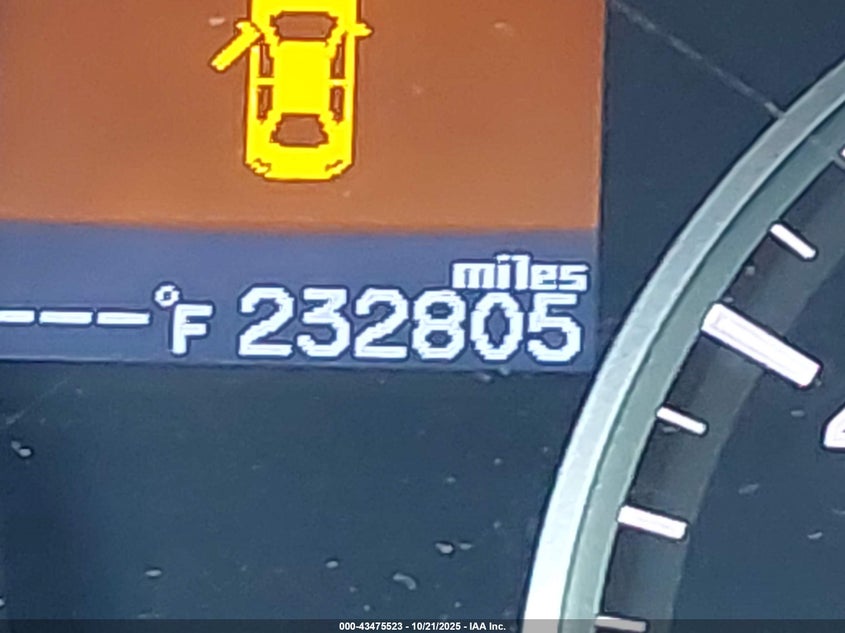 miles
---°F 232805
000-43475523 - 10/21/2025 - IAA Inc.